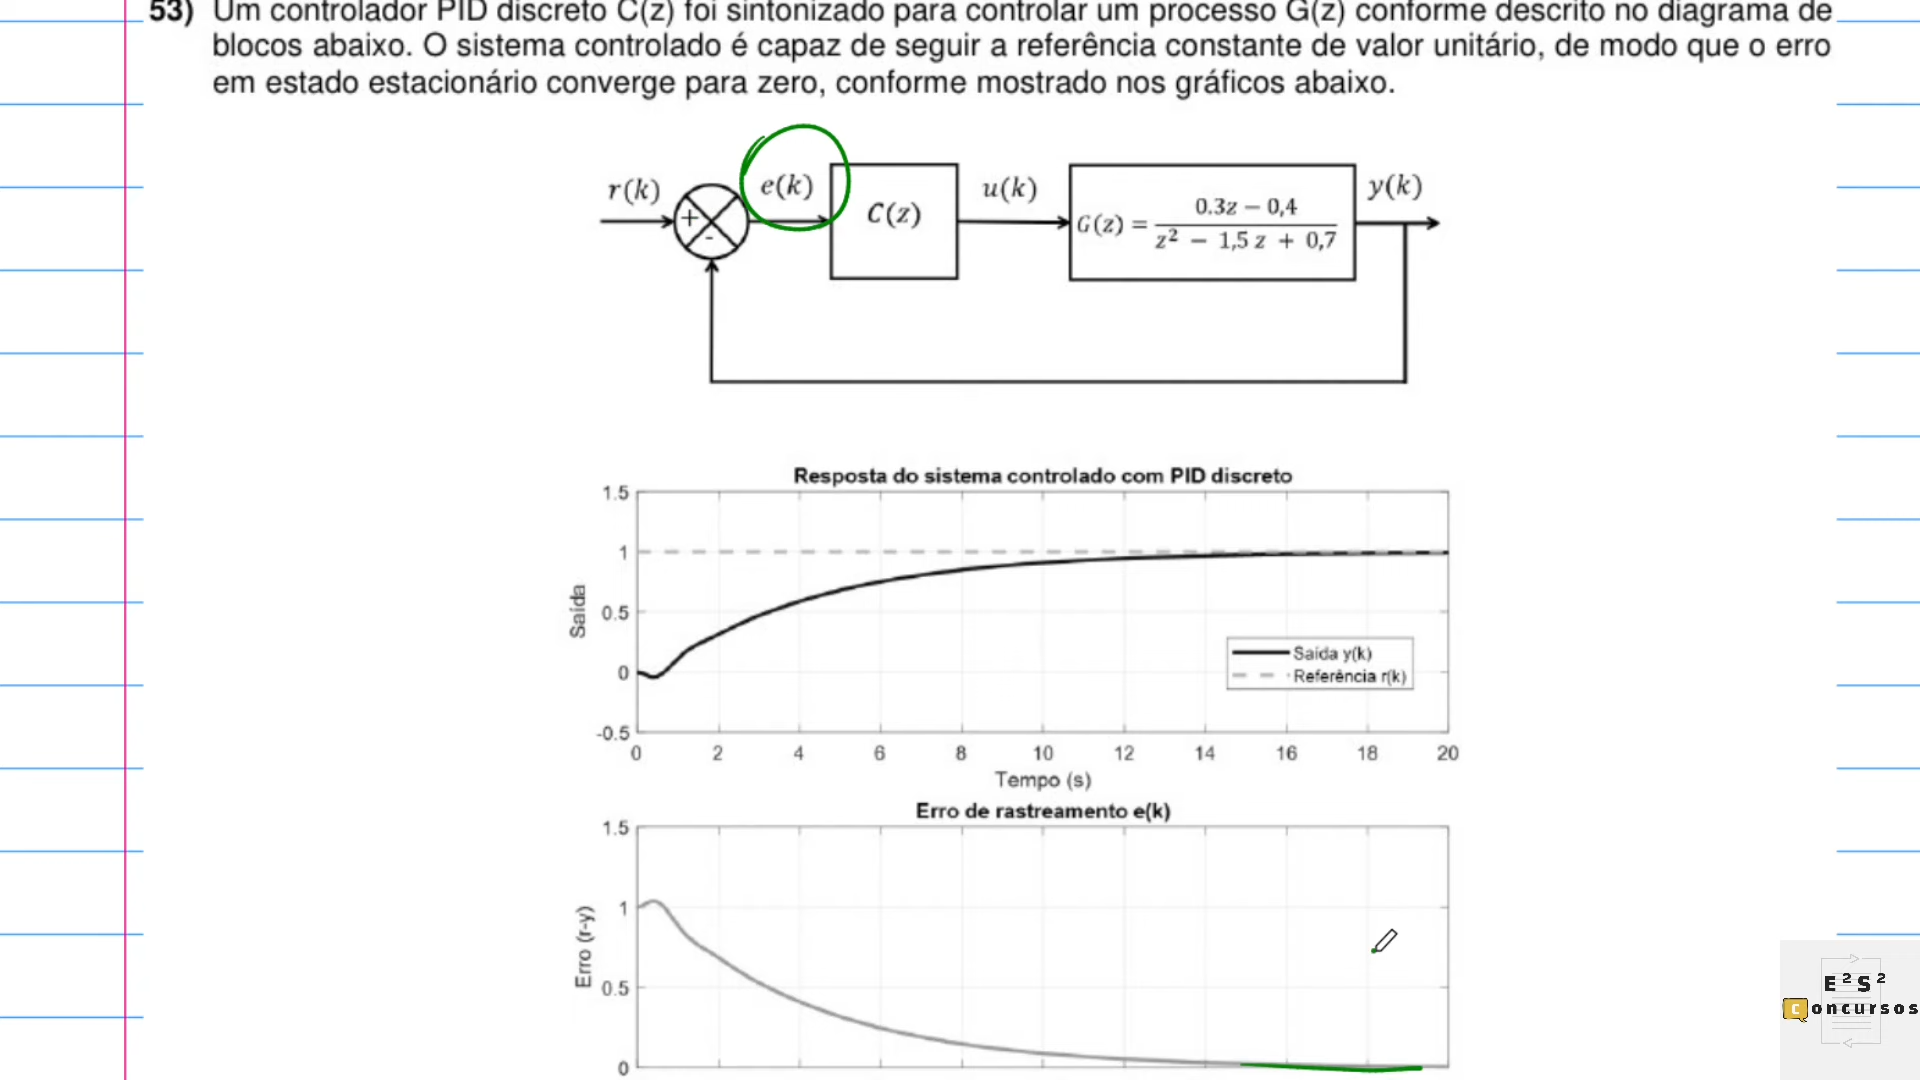 53) Um controlador PID discreto C(z) foi sintonizado para controlar um processo G(z) conforme descrito no diagrama de
blocos abaixo. O sistema controlado é capaz de seguir a referência constante de valor unitário, de modo que o erro
em estado estacionário converge para zero, conforme mostrado nos gráficos abaixo.
r(k)
+
-
e(k)
C(z)
u(k)
G(z) = (0.3z − 0,4)/(z² − 1,5 z + 0,7)
y(k)
Resposta do sistema controlado com PID discreto
1.5
1
0.5
0
-0.5
Saída
Saída y(k)
Referência r(k)
0 2 4 6 8 10 12 14 16 18 20
Tempo (s)
Erro de rastreamento e(k)
1.5
1
0.5
0
Erro (r-y)
E²S²
Concursos